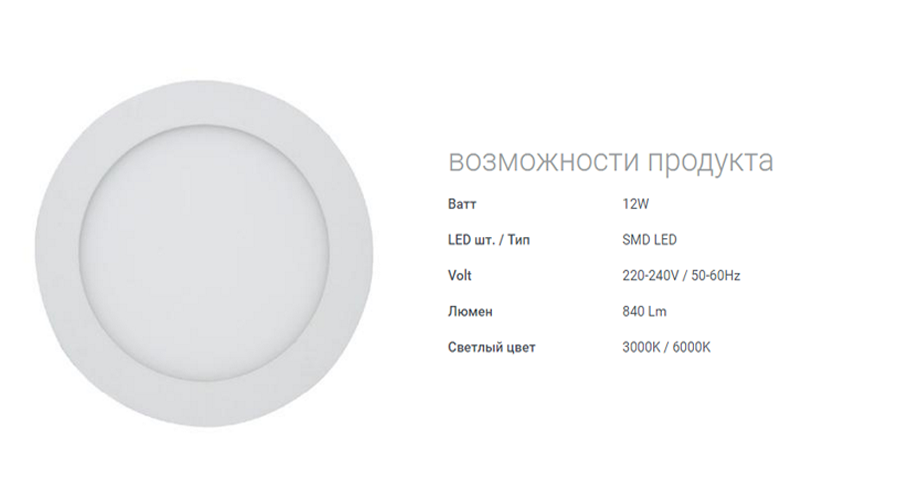 возможности продукта
Ватт 12W
LED шт. / Тип SMD LED
Volt 220-240V / 50-60Hz
Люмен 840 Lm
Светлый цвет 3000K / 6000K